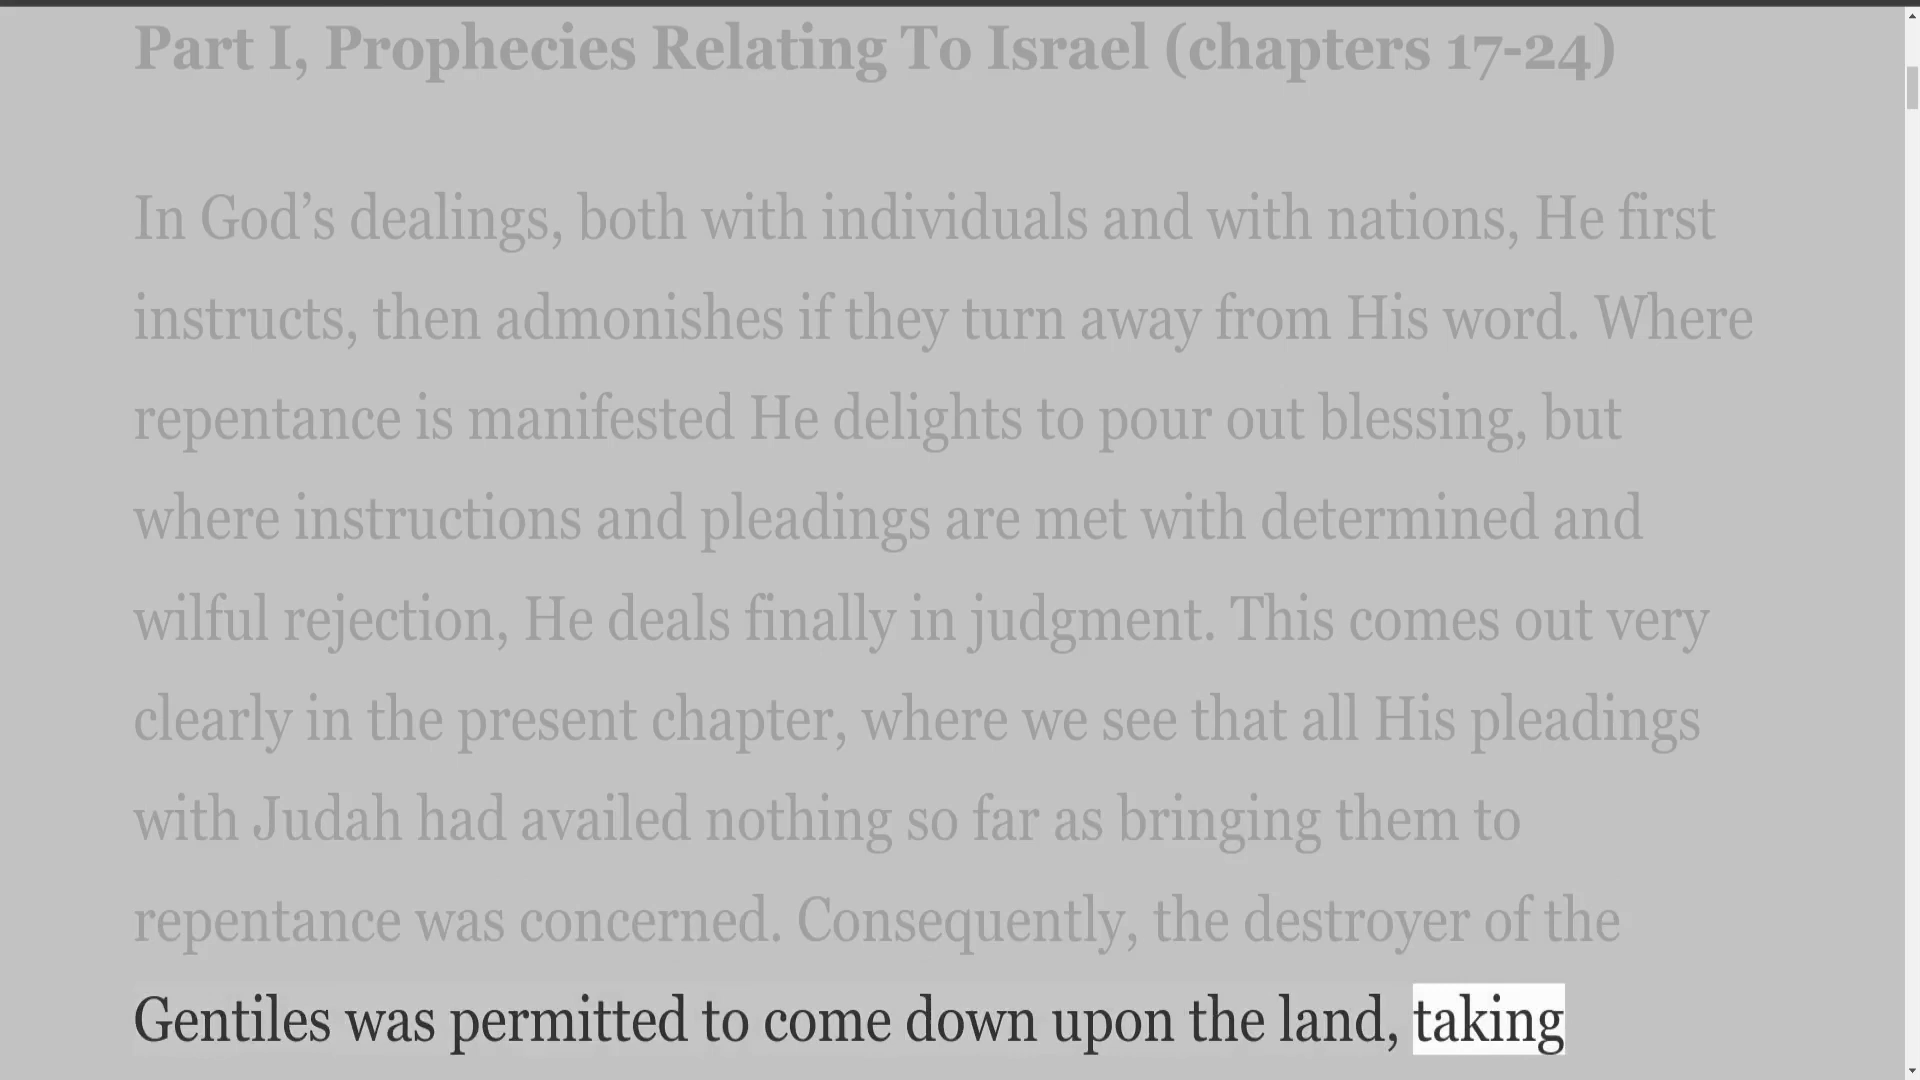 Part I, Prophecies Relating To Israel (chapters 17-24)
In God’s dealings, both with individuals and with nations, He first
instructs, then admonishes if they turn away from His word. Where
repentance is manifested He delights to pour out blessing, but
where instructions and pleadings are met with determined and
wilful rejection, He deals finally in judgment. This comes out very
clearly in the present chapter, where we see that all His pleadings
with Judah had availed nothing so far as bringing them to
repentance was concerned. Consequently, the destroyer of the
Gentiles was permitted to come down upon the land, taking